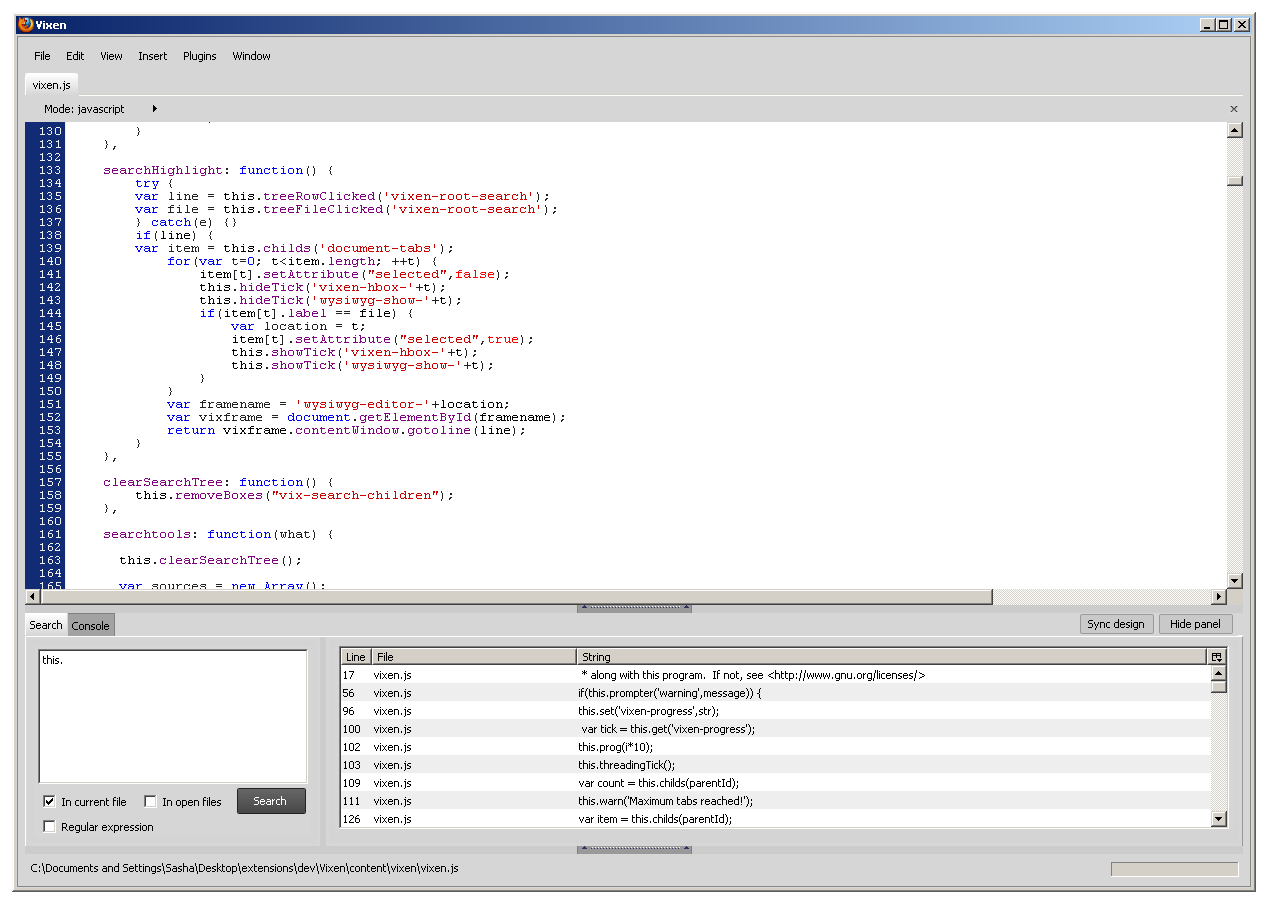 Vixen
File Edit View Insert Plugins Window
vixen.js
Mode: javascript
130 }
131 },
132
133 searchHighlight: function() {
134 try {
135 var line = this.treeRowClicked('vixen-root-search');
136 var file = this.treeFileClicked('vixen-root-search');
137 } catch(e) {}
138 if(line) {
139 var item = this.childs('document-tabs');
140 for(var t=0; t<item.length; ++t) {
141 item[t].setAttribute("selected",false);
142 this.hideTick('vixen-hbox-'+t);
143 this.hideTick('wysiwyg-show-'+t);
144 if(item[t].label == file) {
145 var location = t;
146 item[t].setAttribute("selected",true);
147 this.showTick('vixen-hbox-'+t);
148 this.showTick('wysiwyg-show-'+t);
149 }
150 }
151 var framename = 'wysiwyg-editor-'+location;
152 var vixframe = document.getElementById(framename);
153 return vixframe.contentWindow.gotoline(line);
154 }
155 },
156
157 clearSearchTree: function() {
158 this.removeBoxes("vix-search-children");
159 },
160
161 searchtools: function(what) {
162
163 this.clearSearchTree();
164
165 var sources = new Array();
Search Console Sync design Hide panel
this.
In current file In open files Search
Regular expression
Line File String
17 vixen.js * along with this program. If not, see <http://www.gnu.org/licenses/>
56 vixen.js if(this.prompter('warning',message)) {
96 vixen.js this.set('vixen-progress',str);
100 vixen.js var tick = this.get('vixen-progress');
102 vixen.js this.prog(i*10);
103 vixen.js this.threadingTick();
109 vixen.js var count = this.childs(parentId);
111 vixen.js this.warn('Maximum tabs reached!');
126 vixen.js var item = this.childs(parentId);
C:\Documents and Settings\Sasha\Desktop\extensions\dev\Vixen\content\vixen\vixen.js